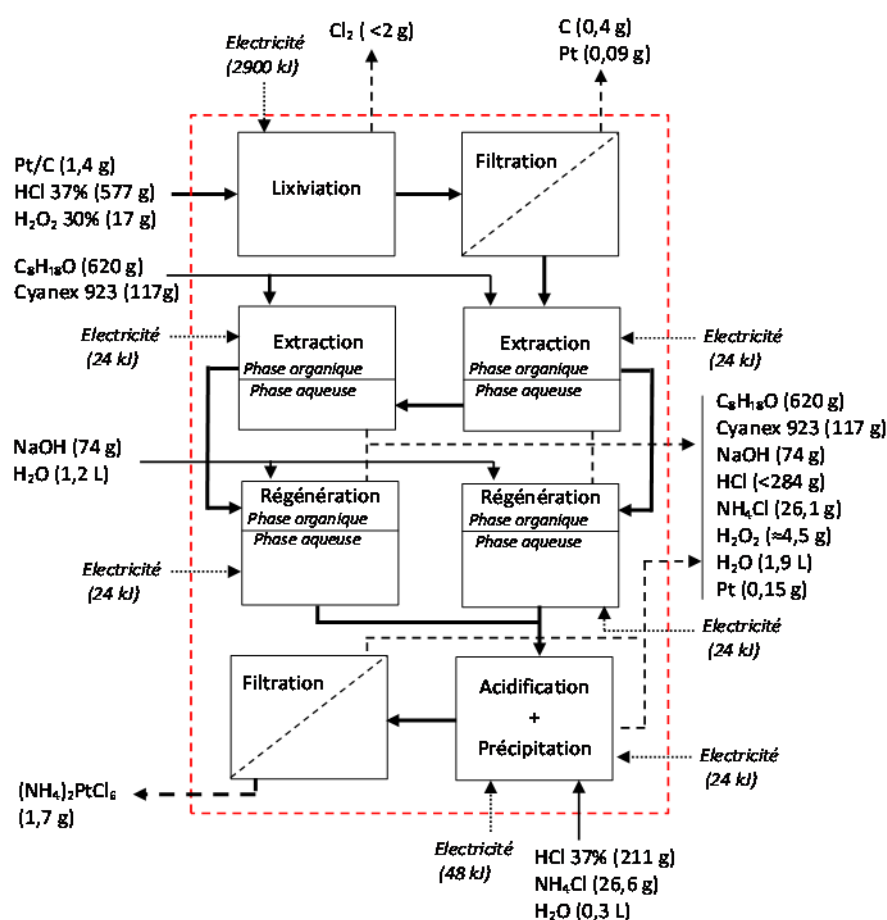 Electricité
(2900 kJ)
Cl₂ ( <2 g)
C (0,4 g)
Pt (0,09 g)
Pt/C (1,4 g)
HCl 37% (577 g)
H₂O₂ 30% (17 g)
Lixiviation
Filtration
C₈H₁₈O (620 g)
Cyanex 923 (117g)
Electricité
(24 kJ)
Extraction
Phase organique
Phase aqueuse
Extraction
Phase organique
Phase aqueuse
Electricité
(24 kJ)
NaOH (74 g)
H₂O (1,2 L)
C₈H₁₈O (620 g)
Cyanex 923 (117 g)
NaOH (74 g)
HCl (<284 g)
NH₄Cl (26,1g)
H₂O₂ (≈4,5 g)
H₂O (1,9 L)
Pt (0,15 g)
Régénération
Phase organique
Phase aqueuse
Régénération
Phase organique
Phase aqueuse
Electricité
(24 kJ)
Electricité
(24 kJ)
Filtration
Acidification
+
Précipitation
Electricité
(24 kJ)
(NH₄)₂PtCl₆
(1,7 g)
Electricité
(48 kJ)
HCl 37% (211 g)
NH₄Cl (26,6 g)
H₂O (0,3 L)